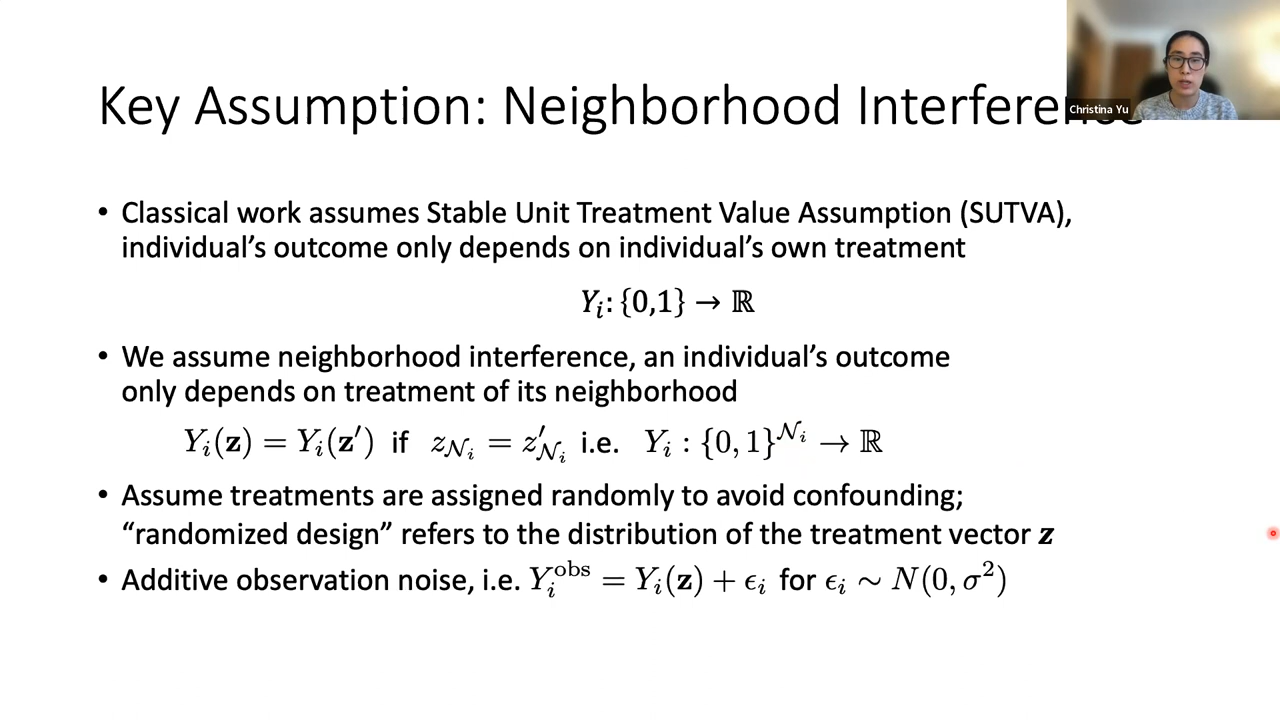 Key Assumption: Neighborhood Interference
Christina Yu
• Classical work assumes Stable Unit Treatment Value Assumption (SUTVA),
individual’s outcome only depends on individual’s own treatment
Yᵢ: {0,1} → ℝ
• We assume neighborhood interference, an individual’s outcome
only depends on treatment of its neighborhood
Yᵢ(𝐳) = Yᵢ(𝐳′) if z_{𝒩ᵢ} = z′_{𝒩ᵢ} i.e. Yᵢ : {0, 1}^{𝒩ᵢ} → ℝ
• Assume treatments are assigned randomly to avoid confounding;
“randomized design” refers to the distribution of the treatment vector 𝒛
• Additive observation noise, i.e. Yᵢ^{obs} = Yᵢ(𝐳) + ϵᵢ for ϵᵢ ∼ N(0, σ²)